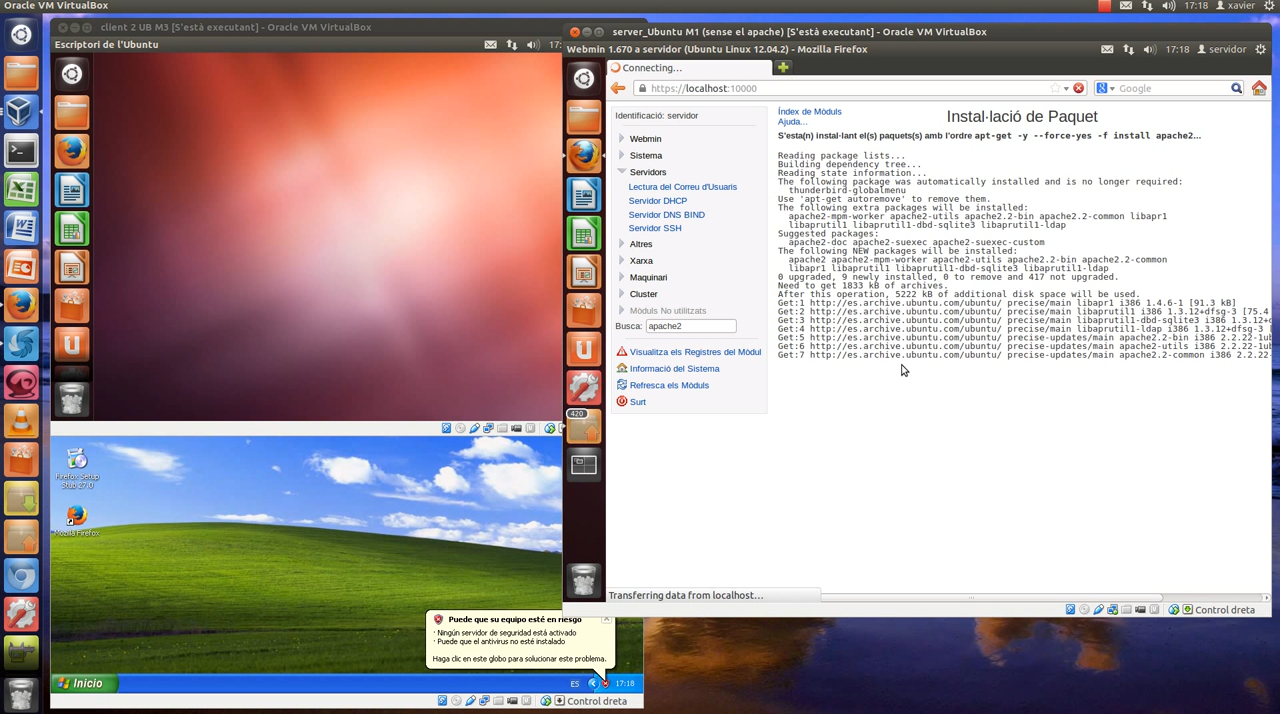 Oracle VM VirtualBox
17:18
xavier
client 2 UB M3 [S'està executant] - Oracle VM VirtualBox
Escriptori de l'Ubuntu
17:
Firefox Setup
Stub 27.0
Mozilla Firefox
Puede que su equipo esté en riesgo
· Ningún servidor de seguridad está activado
· Puede que el antivirus no esté instalado
Haga clic en este globo para solucionar este problema.
Inicio
ES
17:18
Control dreta
server_Ubuntu M1 (sense el apache) [S'està executant] - Oracle VM VirtualBox
Webmin 1.670 a servidor (Ubuntu Linux 12.04.2) - Mozilla Firefox
17:18
servidor
Connecting...
https://localhost:10000
Google
420
Identificació: servidor
Webmin
Sistema
Servidors
Lectura del Correu d'Usuaris
Servidor DHCP
Servidor DNS BIND
Servidor SSH
Altres
Xarxa
Maquinari
Cluster
Mòduls No utilitzats
Busca: apache2
Visualitza els Registres del Mòdul
Informació del Sistema
Refresca els Mòduls
Surt
Índex de Mòduls
Ajuda...
Instal·lació de Paquet
S'esta(n) instal·lant el(s) paquets(s) amb l'ordre apt-get -y --force-yes -f install apache2...
Reading package lists...
Building dependency tree...
Reading state information...
The following package was automatically installed and is no longer required:
thunderbird-globalmenu
Use 'apt-get autoremove' to remove them.
The following extra packages will be installed:
apache2-mpm-worker apache2-utils apache2.2-bin apache2.2-common libapr1
libaprutil1 libaprutil1-dbd-sqlite3 libaprutil1-ldap
Suggested packages:
apache2-doc apache2-suexec apache2-suexec-custom
The following NEW packages will be installed:
apache2 apache2-mpm-worker apache2-utils apache2.2-bin apache2.2-common
libapr1 libaprutil1 libaprutil1-dbd-sqlite3 libaprutil1-ldap
0 upgraded, 9 newly installed, 0 to remove and 417 not upgraded.
Need to get 1833 kB of archives.
After this operation, 5222 kB of additional disk space will be used.
Get:1 http://es.archive.ubuntu.com/ubuntu/ precise/main libapr1 i386 1.4.6-1 [91.3 kB]
Get:2 http://es.archive.ubuntu.com/ubuntu/ precise/main libaprutil1 i386 1.3.12+dfsg-3 [75.4
Get:3 http://es.archive.ubuntu.com/ubuntu/ precise/main libaprutil1-dbd-sqlite3 i386 1.3.12+d
Get:4 http://es.archive.ubuntu.com/ubuntu/ precise/main libaprutil1-ldap i386 1.3.12+dfsg-3 [
Get:5 http://es.archive.ubuntu.com/ubuntu/ precise-updates/main apache2.2-bin i386 2.2.22-1ub
Get:6 http://es.archive.ubuntu.com/ubuntu/ precise-updates/main apache2-utils i386 2.2.22-1ub
Get:7 http://es.archive.ubuntu.com/ubuntu/ precise-updates/main apache2.2-common i386 2.2.22-
Transferring data from localhost...
Control dreta